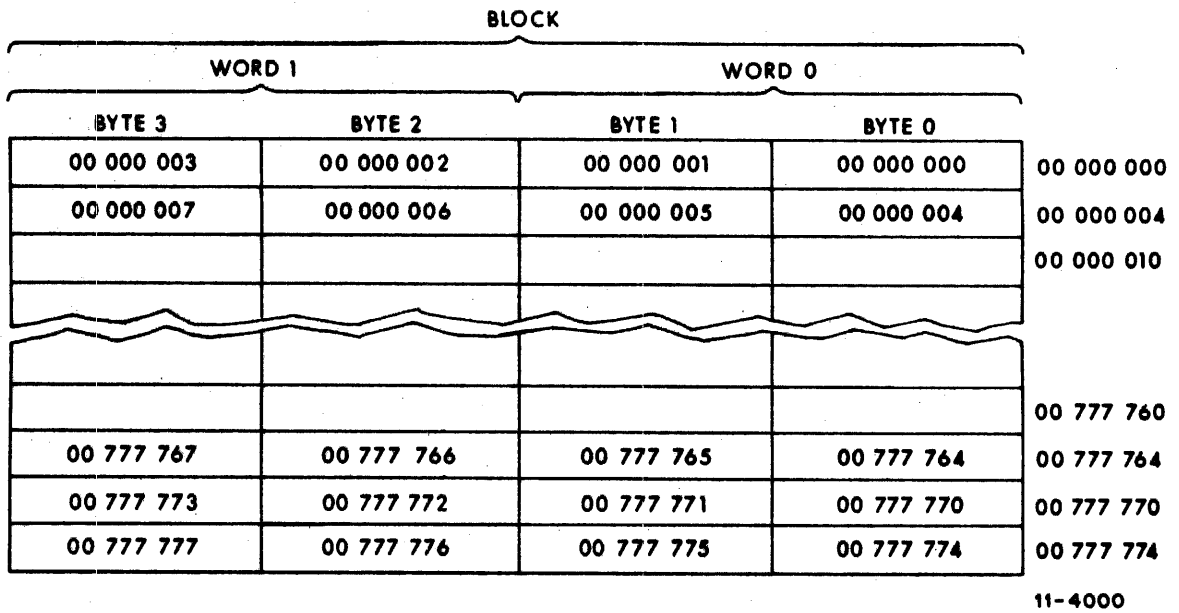 BLOCK
WORD 1 WORD 0
BYTE 3 BYTE 2 BYTE 1 BYTE 0
00 000 003 00 000 002 00 000 001 00 000 000 00 000 000
00 000 007 00 000 006 00 000 005 00 000 004 00 000 004
00 000 010
00 777 760
00 777 767 00 777 766 00 777 765 00 777 764 00 777 764
00 777 773 00 777 772 00 777 771 00 777 770 00 777 770
00 777 777 00 777 776 00 777 775 00 777 774 00 777 774
11-4000